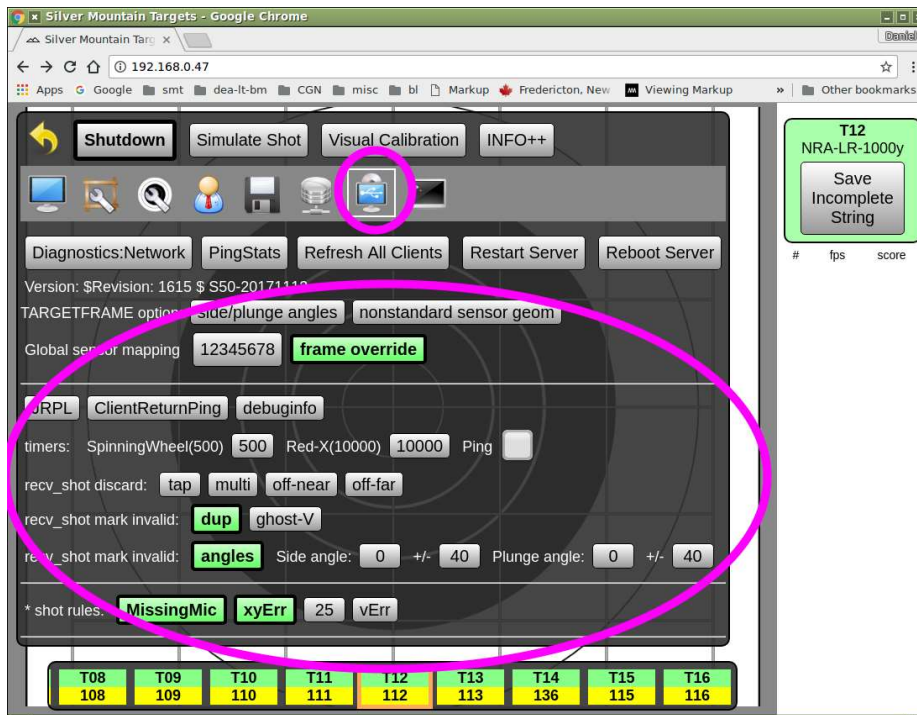 Silver Mountain Targets - Google Chrome
Silver Mountain Targ ×
Daniel
192.168.0.47
Apps G Google smt dea-lt-bm CGN misc bl Markup Fredericton, New Viewing Markup » Other bookmarks
Shutdown Simulate Shot Visual Calibration INFO++
T12
NRA-LR-1000y
Save
Incomplete
String
# fps score
Diagnostics:Network PingStats Refresh All Clients Restart Server Reboot Server
Version: $Revision: 1615 $ S50-20171113
TARGETFRAME option side/plunge angles nonstandard sensor geom
Global sensor mapping 12345678 frame override
JRPL ClientReturnPing debuginfo
timers: SpinningWheel(500) 500 Red-X(10000) 10000 Ping
recv_shot discard: tap multi off-near off-far
recv_shot mark invalid: dup ghost-V
recv_shot mark invalid: angles Side angle: 0 +/- 40 Plunge angle: 0 +/- 40
* shot rules: MissingMic xyErr 25 vErr
T08 T09 T10 T11 T12 T13 T14 T15 T16
108 109 110 111 112 113 136 115 116